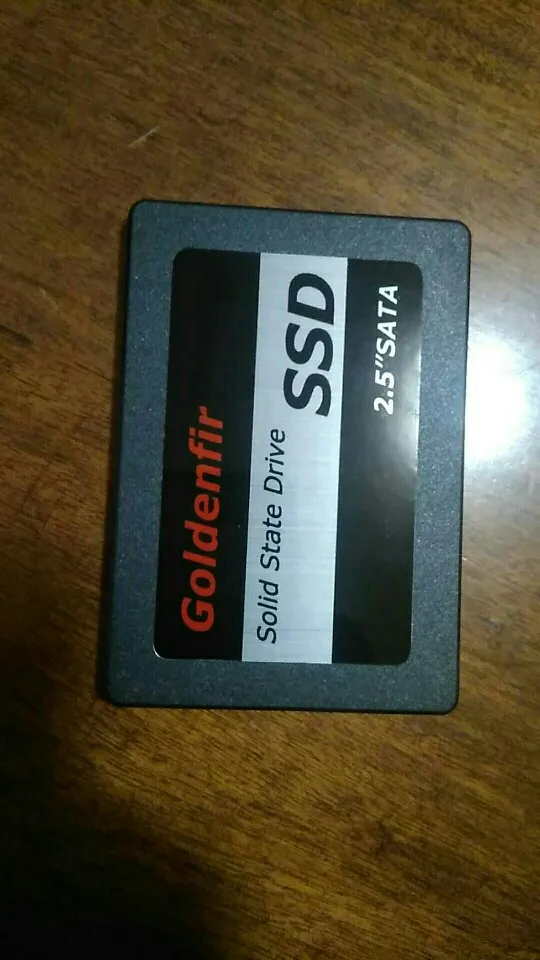 Goldenfir
Solid State Drive
SSD
2.5"SATA